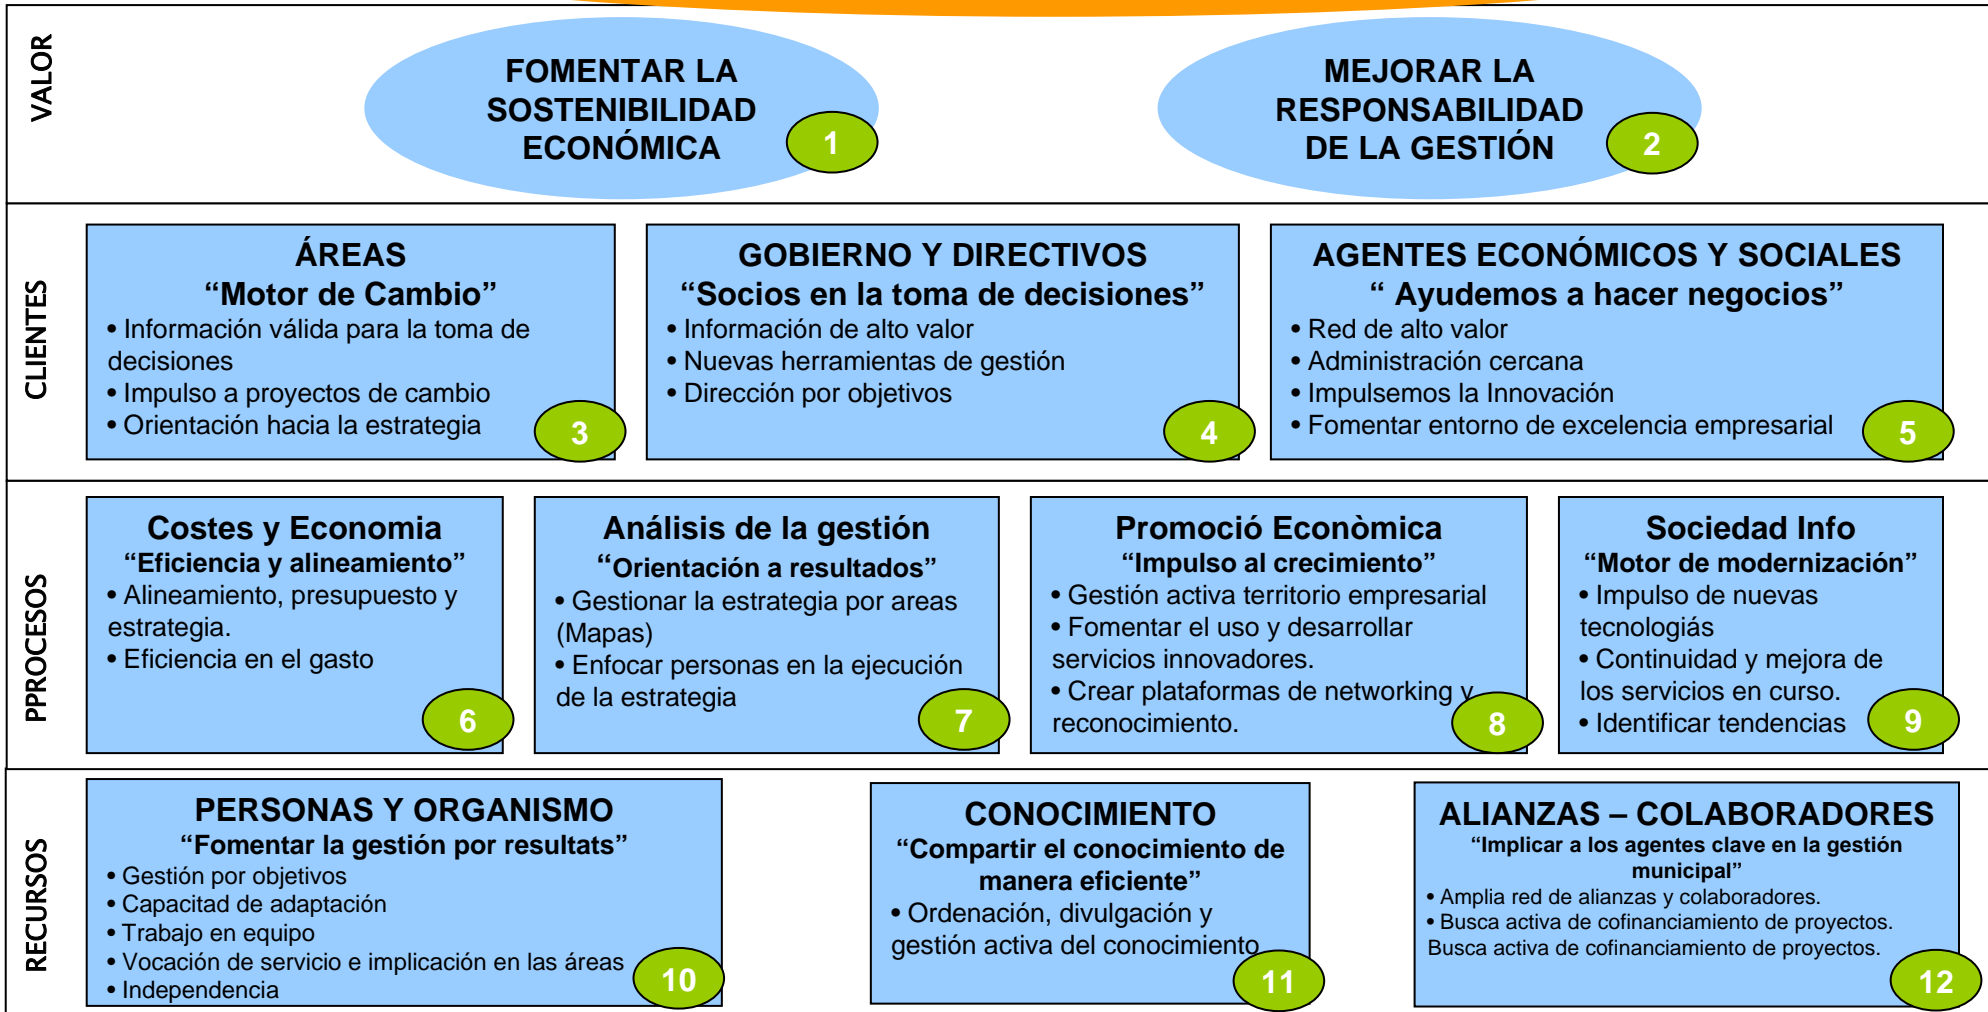 VALOR
FOMENTAR LA
SOSTENIBILIDAD
ECONÓMICA
1
MEJORAR LA
RESPONSABILIDAD
DE LA GESTIÓN
2
CLIENTES
ÁREAS
“Motor de Cambio”
• Información válida para la toma de
decisiones
• Impulso a proyectos de cambio
• Orientación hacia la estrategia
3
GOBIERNO Y DIRECTIVOS
“Socios en la toma de decisiones”
• Información de alto valor
• Nuevas herramientas de gestión
• Dirección por objetivos
4
AGENTES ECONÓMICOS Y SOCIALES
“ Ayudemos a hacer negocios”
• Red de alto valor
• Administración cercana
• Impulsemos la Innovación
• Fomentar entorno de excelencia empresarial
5
PPROCESOS
Costes y Economia
“Eficiencia y alineamiento”
• Alineamiento, presupuesto y
estrategia.
• Eficiencia en el gasto
6
Análisis de la gestión
“Orientación a resultados”
• Gestionar la estrategia por areas
(Mapas)
• Enfocar personas en la ejecución
de la estrategia
7
Promoció Econòmica
“Impulso al crecimiento”
• Gestión activa territorio empresarial
• Fomentar el uso y desarrollar
servicios innovadores.
• Crear plataformas de networking y
reconocimiento.
8
Sociedad Info
“Motor de modernización”
• Impulso de nuevas
tecnologiás
• Continuidad y mejora de
los servicios en curso.
• Identificar tendencias
9
RECURSOS
PERSONAS Y ORGANISMO
“Fomentar la gestión por resultats”
• Gestión por objetivos
• Capacitad de adaptación
• Trabajo en equipo
• Vocación de servicio e implicación en las áreas
• Independencia
10
CONOCIMIENTO
“Compartir el conocimiento de
manera eficiente”
• Ordenación, divulgación y
gestión activa del conocimiento
11
ALIANZAS – COLABORADORES
“Implicar a los agentes clave en la gestión
municipal”
• Amplia red de alianzas y colaboradores.
• Busca activa de cofinanciamiento de proyectos.
Busca activa de cofinanciamiento de proyectos.
12